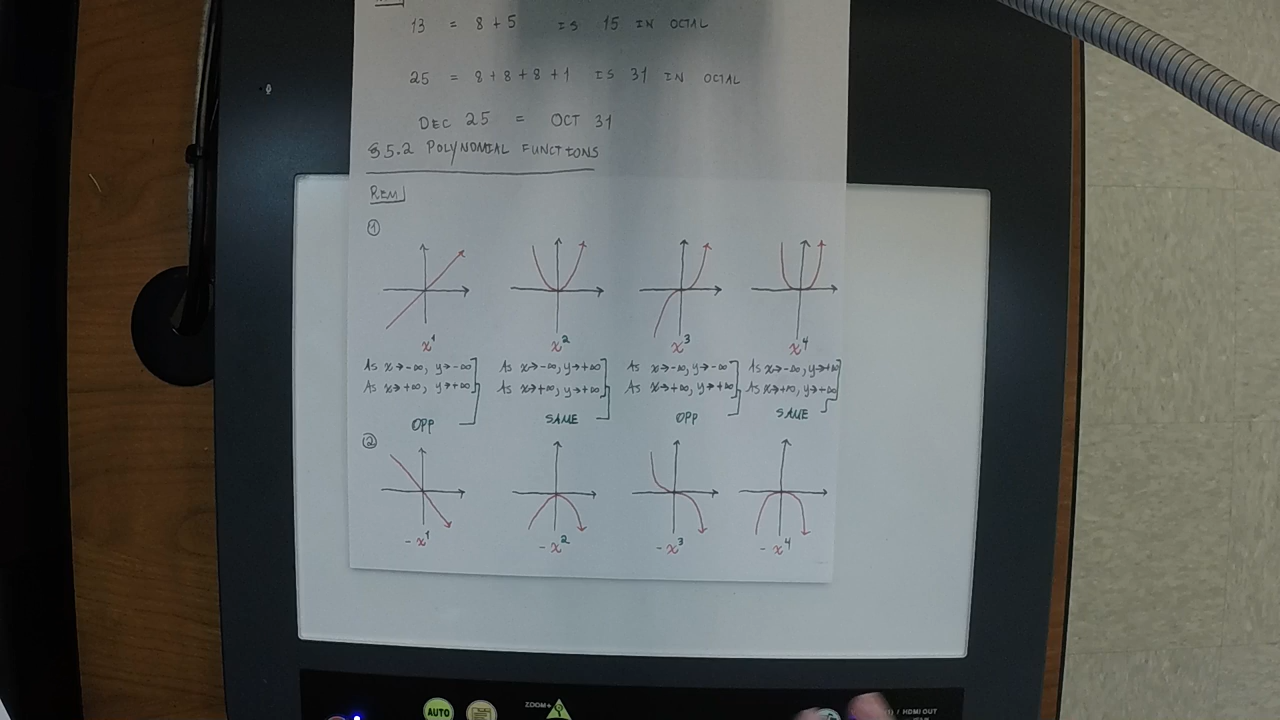 13 = 8 + 5 IS 15 IN OCTAL
25 = 8 + 8 + 8 + 1 IS 31 IN OCTAL
DEC 25 = OCT 31
§5.2 POLYNOMIAL FUNCTIONS
REM
①
x¹ x² x³ x⁴
As x→-∞, y→-∞ As x→-∞, y→+∞ As x→-∞, y→-∞ As x→-∞, y→+∞
As x→+∞, y→+∞ As x→+∞, y→+∞ As x→+∞, y→+∞ As x→+∞, y→+∞
OPP SAME OPP SAME
②
-x¹ -x² -x³ -x⁴
AUTO ZOOM+ / HDMI OUT